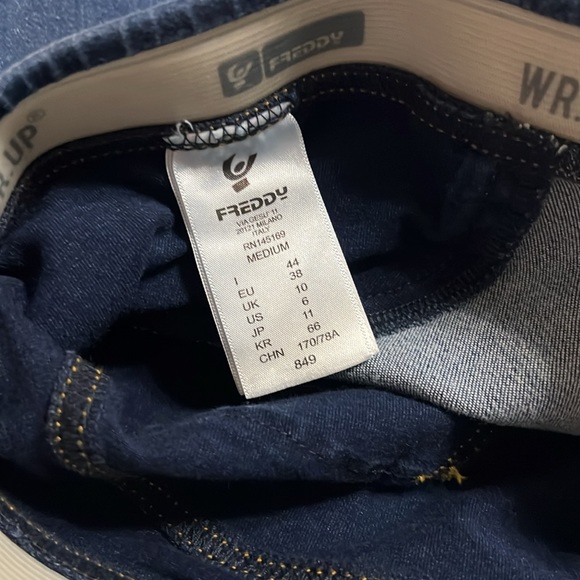 R.UP®
FREDDY
WR.
FREDDY
VIA GESU' 11
20121 MILANO
ITALY
RN145169
MEDIUM
I 44
EU 38
UK 10
US 6
JP 11
KR 66
CHN 170/78A
849